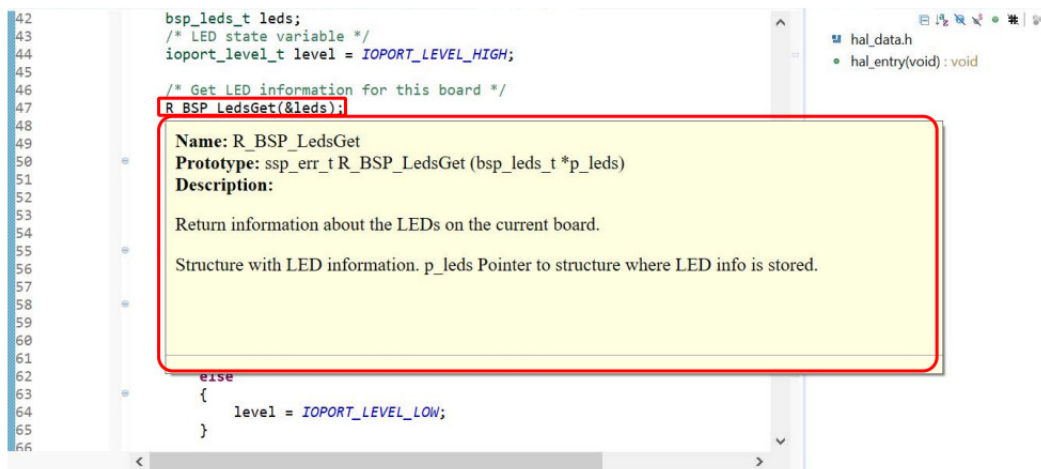 42 bsp_leds_t leds;
43 /* LED state variable */
44 ioport_level_t level = IOPORT_LEVEL_HIGH;
45
46 /* Get LED information for this board */
47 R_BSP_LedsGet(&leds);
48
49 Name: R_BSP_LedsGet
50 Prototype: ssp_err_t R_BSP_LedsGet (bsp_leds_t *p_leds)
51 Description:
52
53 Return information about the LEDs on the current board.
54
55
56 Structure with LED information. p_leds Pointer to structure where LED info is stored.
57
58
59
60
61
62 else
63 {
64 level = IOPORT_LEVEL_LOW;
65 }
66
hal_data.h
hal_entry(void) : void